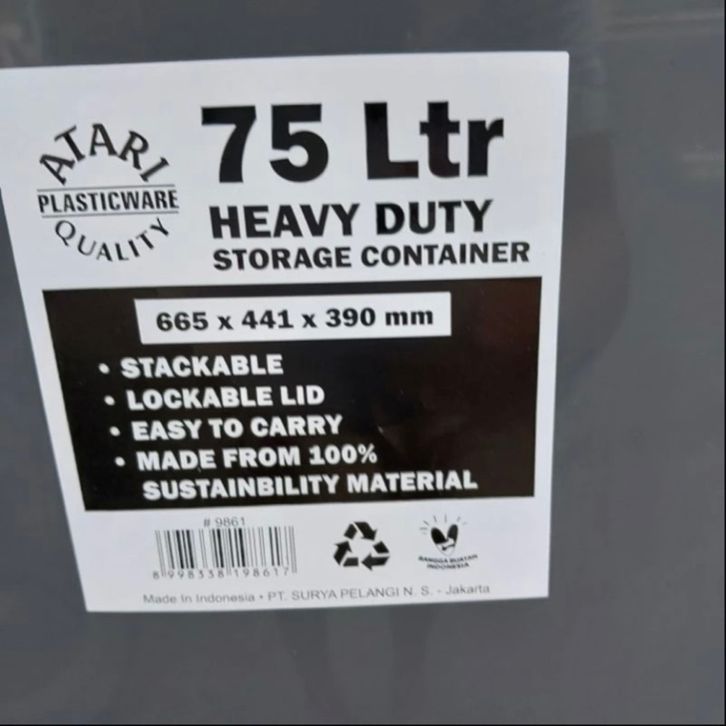 ATARI
PLASTICWARE
QUALITY
75 Ltr
HEAVY DUTY
STORAGE CONTAINER
665 x 441 x 390 mm
• STACKABLE
• LOCKABLE LID
• EASY TO CARRY
• MADE FROM 100%
SUSTAINBILITY MATERIAL
# 9861
8 998338 198617
BANGGA BUATAN
INDONESIA
Made In Indonesia • PT. SURYA PELANGI N. S. - Jakarta